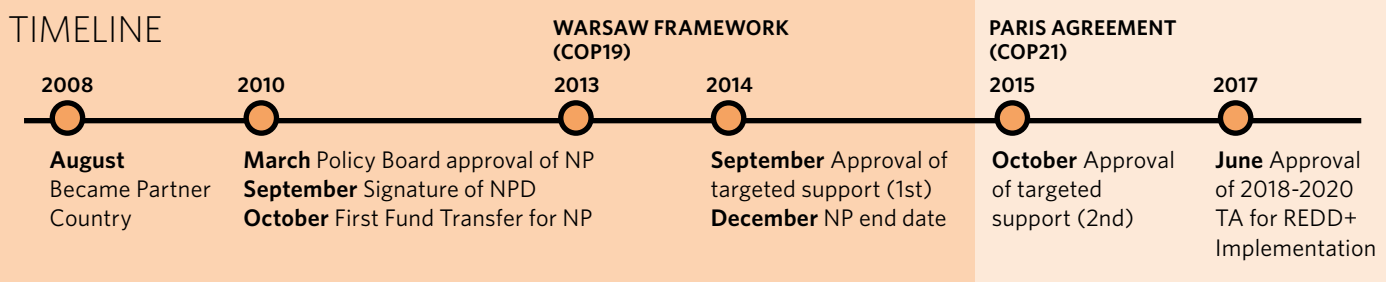 TIMELINE
WARSAW FRAMEWORK
(COP19)
PARIS AGREEMENT
(COP21)
2008
2010
2013
2014
2015
2017
August
Became Partner
Country
March Policy Board approval of NP
September Signature of NPD
October First Fund Transfer for NP
September Approval of
targeted support (1st)
December NP end date
October Approval
of targeted
support (2nd)
June Approval
of 2018-2020
TA for REDD+
Implementation